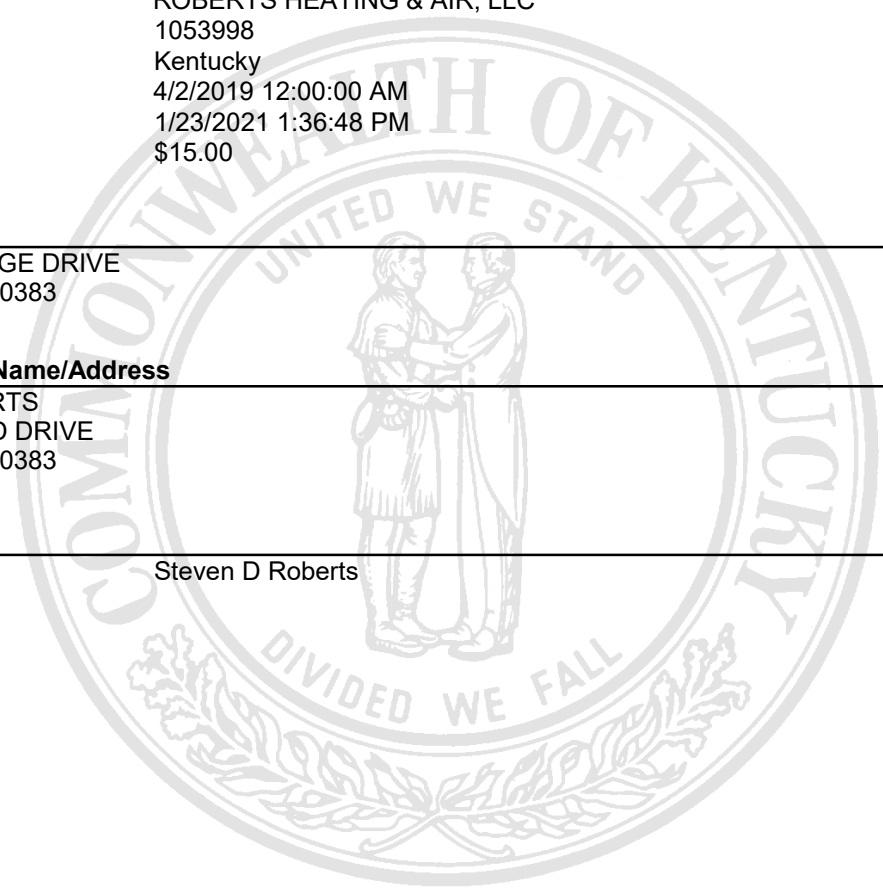 ROBERTS HEATING & AIR, LLC
1053998
Kentucky
4/2/2019 12:00:00 AM
1/23/2021 1:36:48 PM
$15.00
GE DRIVE
0383
Name/Address
RTS
D DRIVE
0383
Steven D Roberts
COMMONWEALTH OF KENTUCKY
UNITED WE STAND
DIVIDED WE FALL